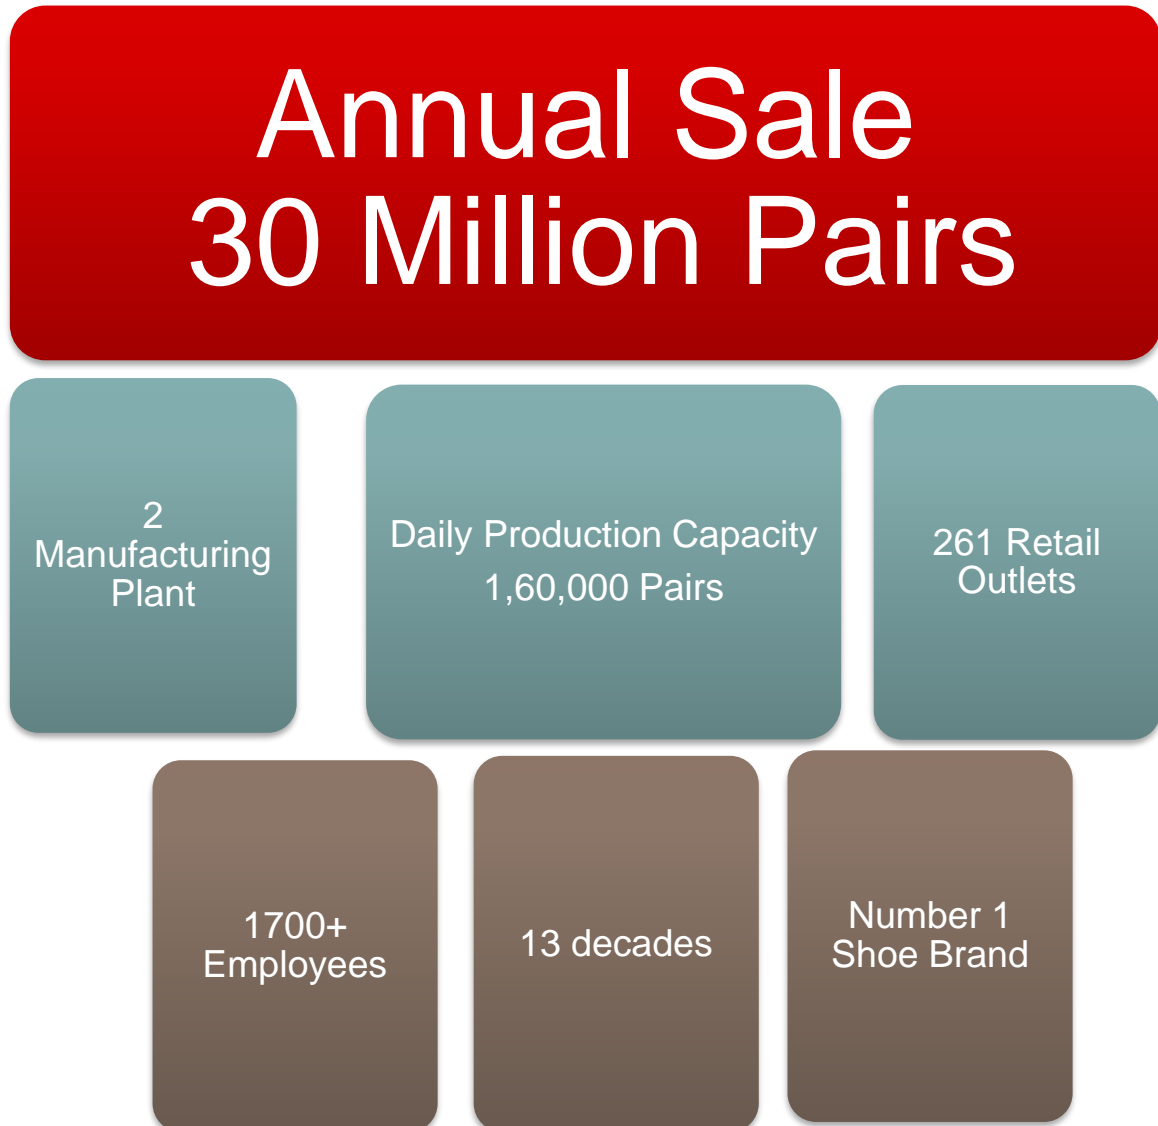 Annual Sale
30 Million Pairs
2
Manufacturing
Plant
Daily Production Capacity
1,60,000 Pairs
261 Retail
Outlets
1700+
Employees
13 decades
Number 1
Shoe Brand